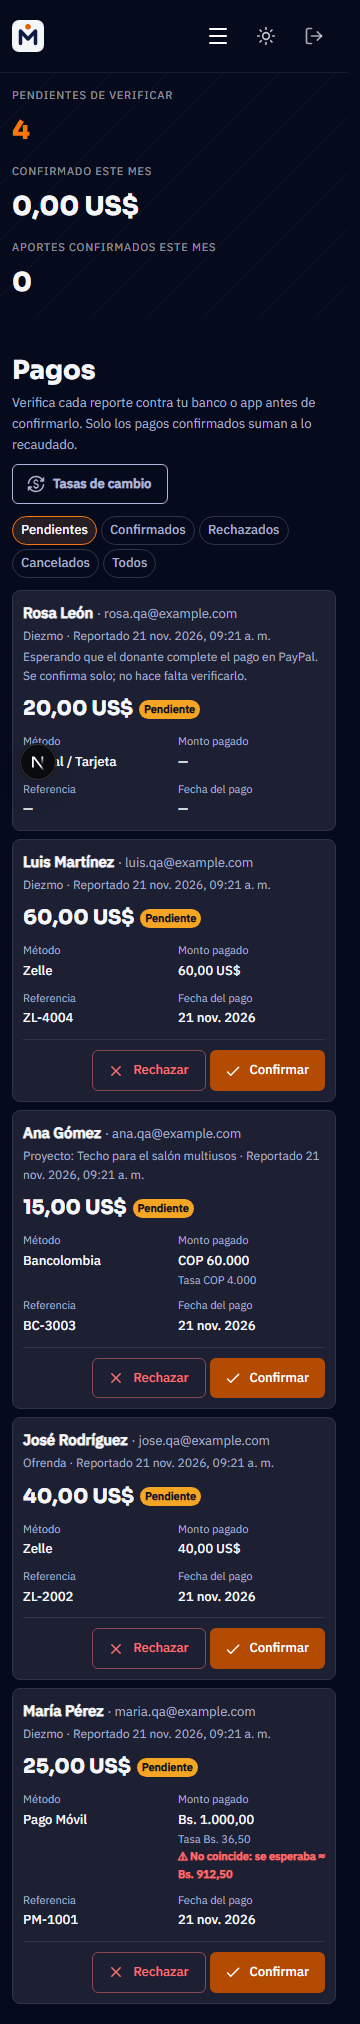 M
PENDIENTES DE VERIFICAR
4
CONFIRMADO ESTE MES
0,00 US$
APORTES CONFIRMADOS ESTE MES
0
Pagos
Verifica cada reporte contra tu banco o app antes de
confirmarlo. Solo los pagos confirmados suman a lo
recaudado.
Tasas de cambio
Pendientes Confirmados Rechazados
Cancelados Todos
Rosa León · rosa.qa@example.com
Diezmo · Reportado 21 nov. 2026, 09:21 a. m.
Esperando que el donante complete el pago en PayPal.
Se confirma solo; no hace falta verificarlo.
20,00 US$ Pendiente
Método Monto pagado
N al / Tarjeta —
Referencia Fecha del pago
— —
Luis Martínez · luis.qa@example.com
Diezmo · Reportado 21 nov. 2026, 09:21 a. m.
60,00 US$ Pendiente
Método Monto pagado
Zelle 60,00 US$
Referencia Fecha del pago
ZL-4004 21 nov. 2026
Rechazar Confirmar
Ana Gómez · ana.qa@example.com
Proyecto: Techo para el salón multiusos · Reportado 21
nov. 2026, 09:21 a. m.
15,00 US$ Pendiente
Método Monto pagado
Bancolombia COP 60.000
Tasa COP 4.000
Referencia Fecha del pago
BC-3003 21 nov. 2026
Rechazar Confirmar
José Rodríguez · jose.qa@example.com
Ofrenda · Reportado 21 nov. 2026, 09:21 a. m.
40,00 US$ Pendiente
Método Monto pagado
Zelle 40,00 US$
Referencia Fecha del pago
ZL-2002 21 nov. 2026
Rechazar Confirmar
María Pérez · maria.qa@example.com
Diezmo · Reportado 21 nov. 2026, 09:21 a. m.
25,00 US$ Pendiente
Método Monto pagado
Pago Móvil Bs. 1.000,00
Tasa Bs. 36,50
⚠ No coincide: se esperaba ≈
Bs. 912,50
Referencia Fecha del pago
PM-1001 21 nov. 2026
Rechazar Confirmar